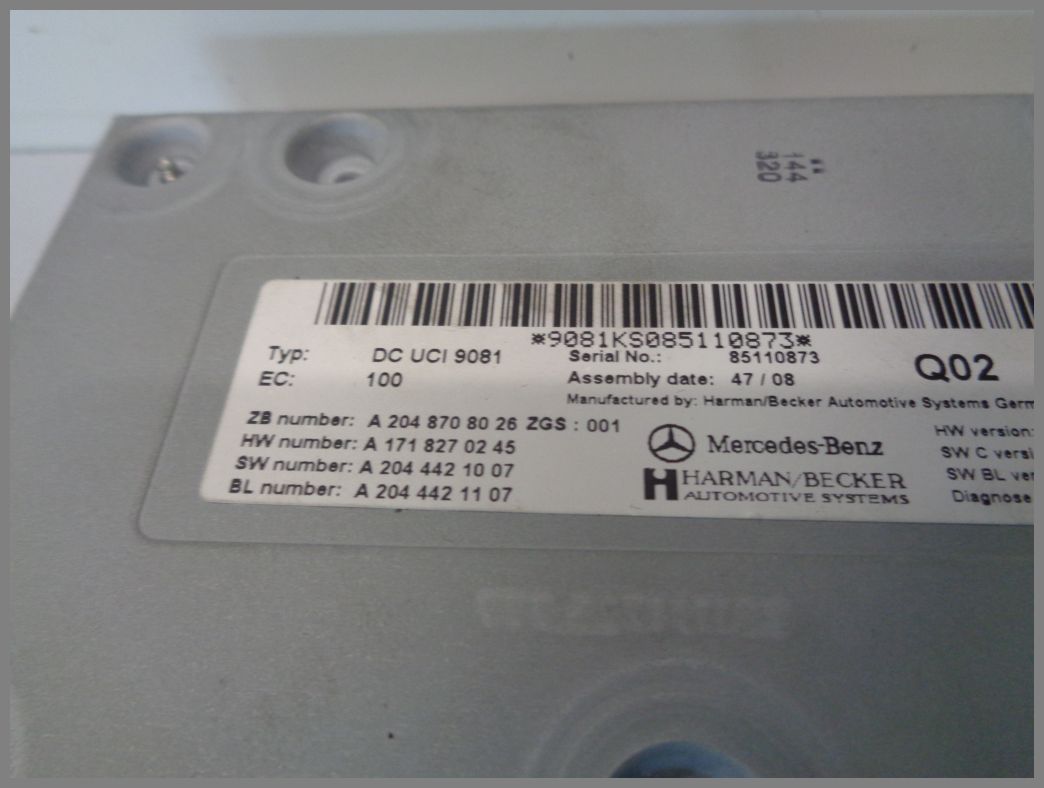 144
320
*9081KS085110873*
Typ: DC UCI 9081
EC: 100
Serial No.: 85110873
Assembly date: 47 / 08
Q02
Manufactured by: Harman/Becker Automotive Systems Germ
ZB number: A 204 870 80 26 ZGS : 001
HW number: A 171 827 02 45
SW number: A 204 442 10 07
BL number: A 204 442 11 07
Mercedes-Benz
HARMAN/BECKER
AUTOMOTIVE SYSTEMS
HW version:
SW C versi
SW BL ver
Diagnose